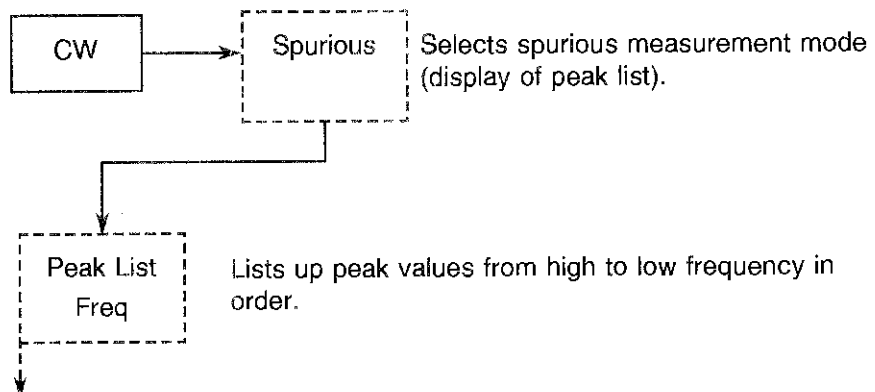 CW
Spurious
Selects spurious measurement mode
(display of peak list).
Peak List
Freq
Lists up peak values from high to low frequency in
order.